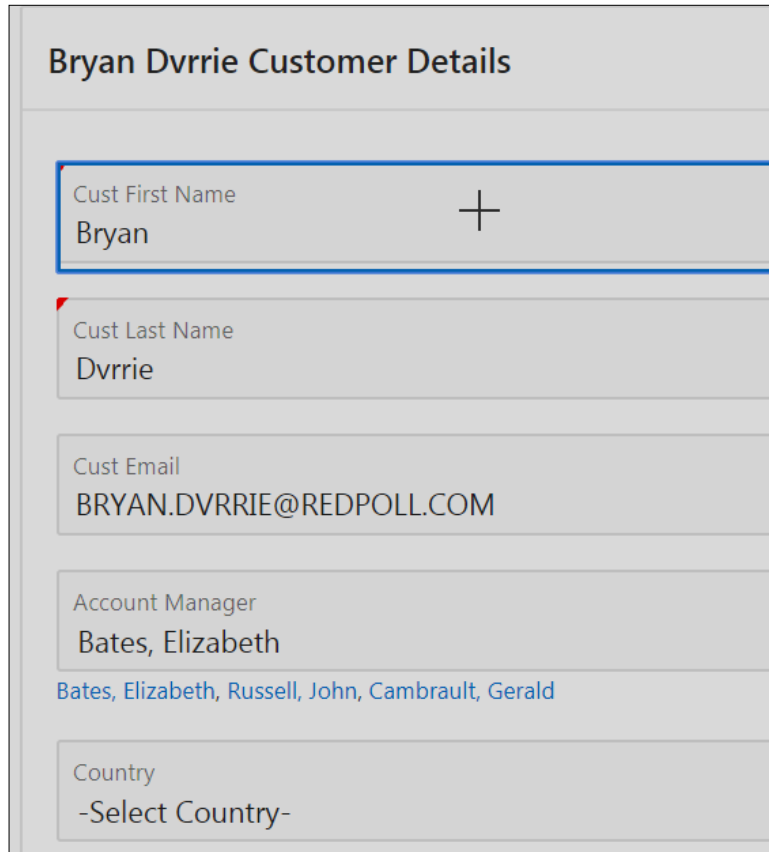 Bryan Dvrrie Customer Details
Cust First Name
Bryan
Cust Last Name
Dvrrie
Cust Email
BRYAN.DVRRIE@REDPOLL.COM
Account Manager
Bates, Elizabeth
Bates, Elizabeth, Russell, John, Cambrault, Gerald
Country
-Select Country-